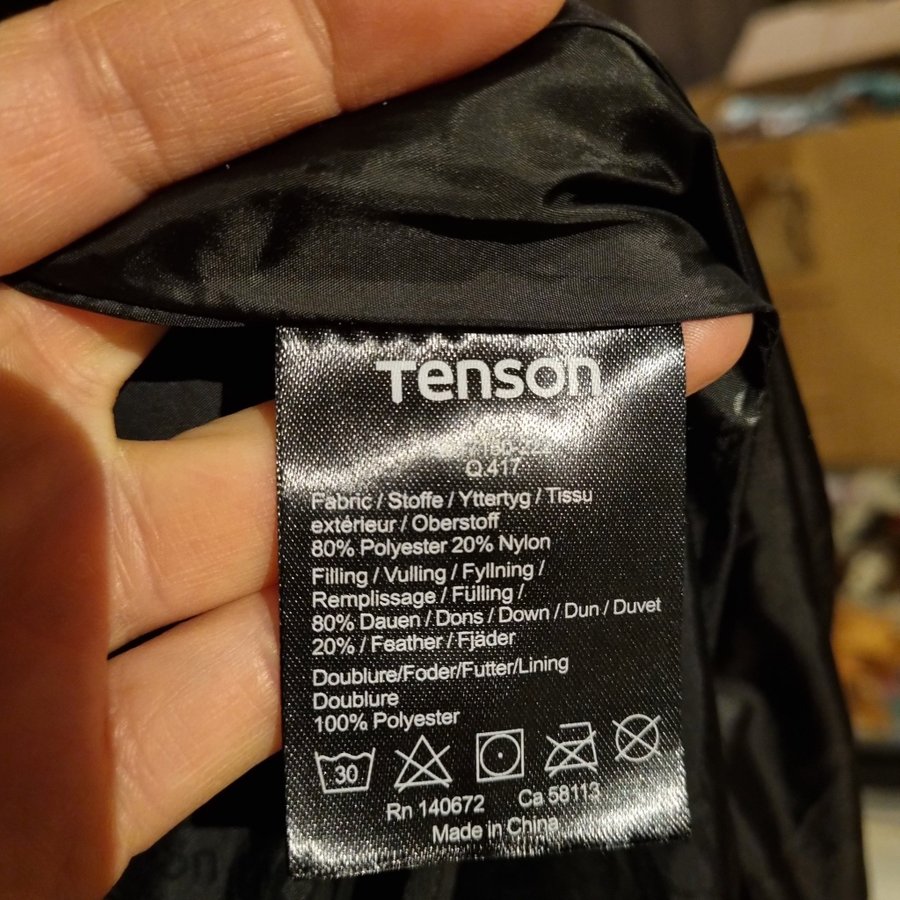 Tenson
Q.417
Fabric / Stoffe / Yttertyg / Tissu
extérieur / Oberstoff
80% Polyester 20% Nylon
Filling / Vulling / Fyllning /
Remplissage / Fülling /
80% Dauen / Dons / Down / Dun / Duvet
20% / Feather / Fjäder
Doublure/Foder/Futter/Lining
Doublure
100% Polyester
30
Rn 140672 Ca 58113
Made in China